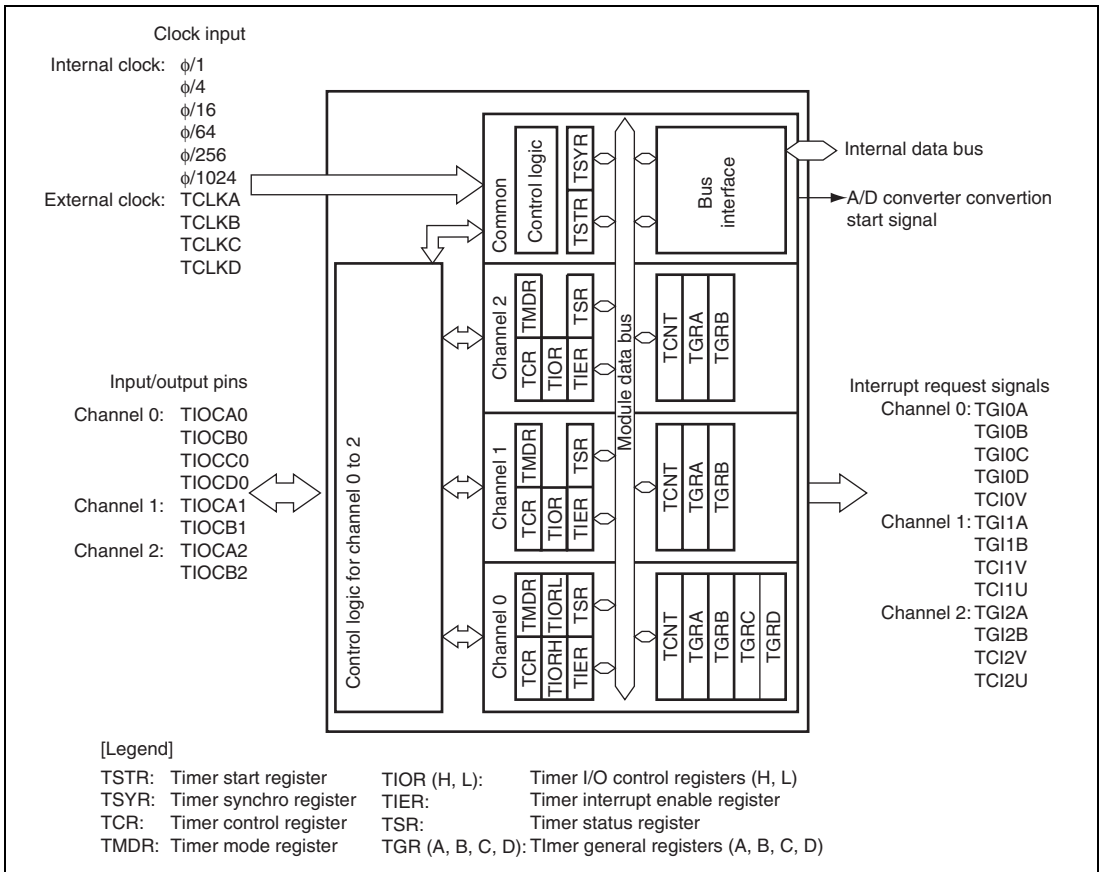 Clock input
Internal clock: ϕ/1
ϕ/4
ϕ/16
ϕ/64
ϕ/256
ϕ/1024
External clock: TCLKA
TCLKB
TCLKC
TCLKD
Input/output pins
Channel 0: TIOCA0
TIOCB0
TIOCC0
TIOCD0
Channel 1: TIOCA1
TIOCB1
Channel 2: TIOCA2
TIOCB2
Control logic for channel 0 to 2
Common
Control logic
TSTR TSYR
Bus
interface
Channel 2
TCR TMDR
TIOR
TIER TSR
TCNT
TGRA
TGRB
Channel 1
TCR TMDR
TIOR
TIER TSR
TCNT
TGRA
TGRB
Channel 0
TCR TMDR
TIORH TIORL
TIER TSR
TCNT
TGRA
TGRB
TGRC
TGRD
Module data bus
Internal data bus
A/D converter convertion
start signal
Interrupt request signals
Channel 0: TGI0A
TGI0B
TGI0C
TGI0D
TCI0V
Channel 1: TGI1A
TGI1B
TCI1V
TCI1U
Channel 2: TGI2A
TGI2B
TCI2V
TCI2U
[Legend]
TSTR: Timer start register
TSYR: Timer synchro register
TCR: Timer control register
TMDR: Timer mode register
TIOR (H, L): Timer I/O control registers (H, L)
TIER: Timer interrupt enable register
TSR: Timer status register
TGR (A, B, C, D): TImer general registers (A, B, C, D)